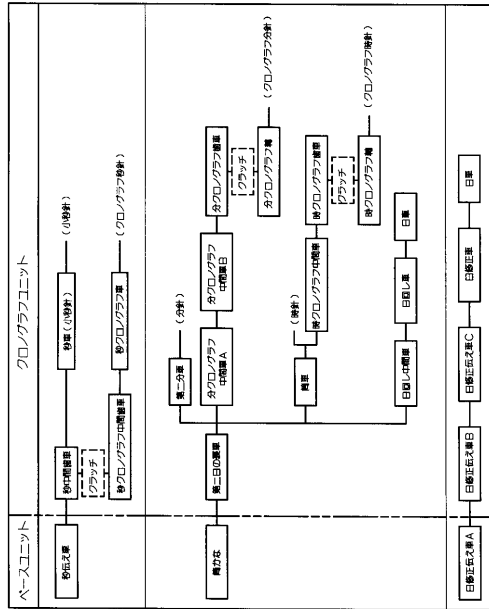 ベースユニット
クロノグラフユニット
秒伝え車
秒中間歯車
秒車(小秒針)
(小秒針)
クラッチ
秒クロノグラフ中間歯車
秒クロノグラフ車
(クロノグラフ秒針)
筒かな
第二日の裏車
第二分車
(分針)
分クロノグラフ
中間車A
分クロノグラフ
中間車B
分クロノグラフ歯車
クラッチ
分クロノグラフ軸
(クロノグラフ分針)
筒車
(時針)
時クロノグラフ中間車
時クロノグラフ歯車
クラッチ
時クロノグラフ軸
(クロノグラフ時針)
日回し中間車
日回し車
日車
日修正伝え車A
日修正伝え車B
日修正伝え車C
日修正車
日車